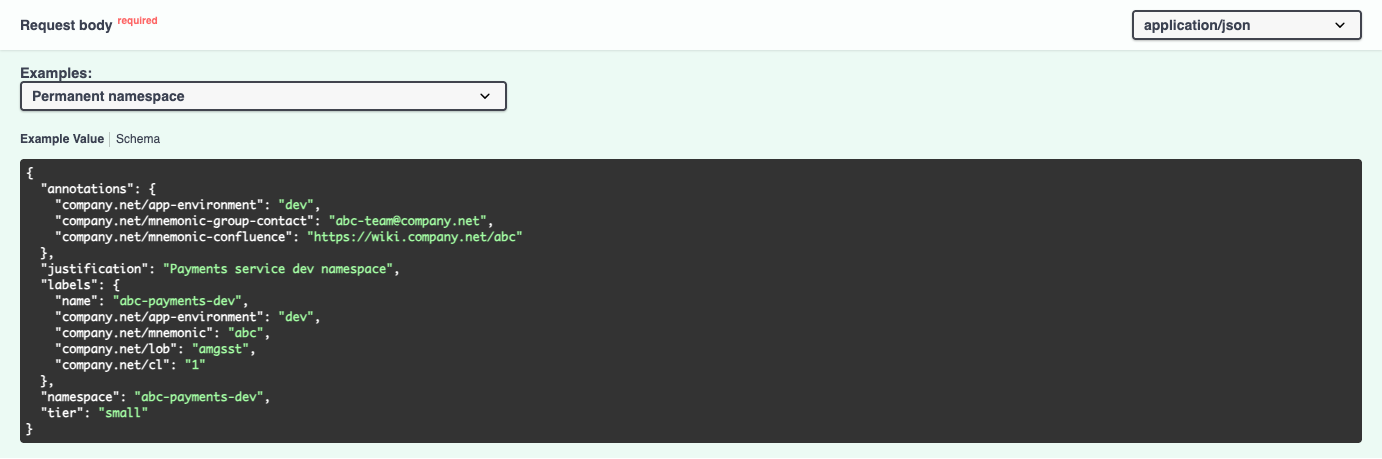 Request body required
application/json
Examples:
Permanent namespace
Example Value Schema
{
  "annotations": {
    "company.net/app-environment": "dev",
    "company.net/mnemonic-group-contact": "abc-team@company.net",
    "company.net/mnemonic-confluence": "https://wiki.company.net/abc"
  },
  "justification": "Payments service dev namespace",
  "labels": {
    "name": "abc-payments-dev",
    "company.net/app-environment": "dev",
    "company.net/mnemonic": "abc",
    "company.net/lob": "amgsst",
    "company.net/cl": "1"
  },
  "namespace": "abc-payments-dev",
  "tier": "small"
}